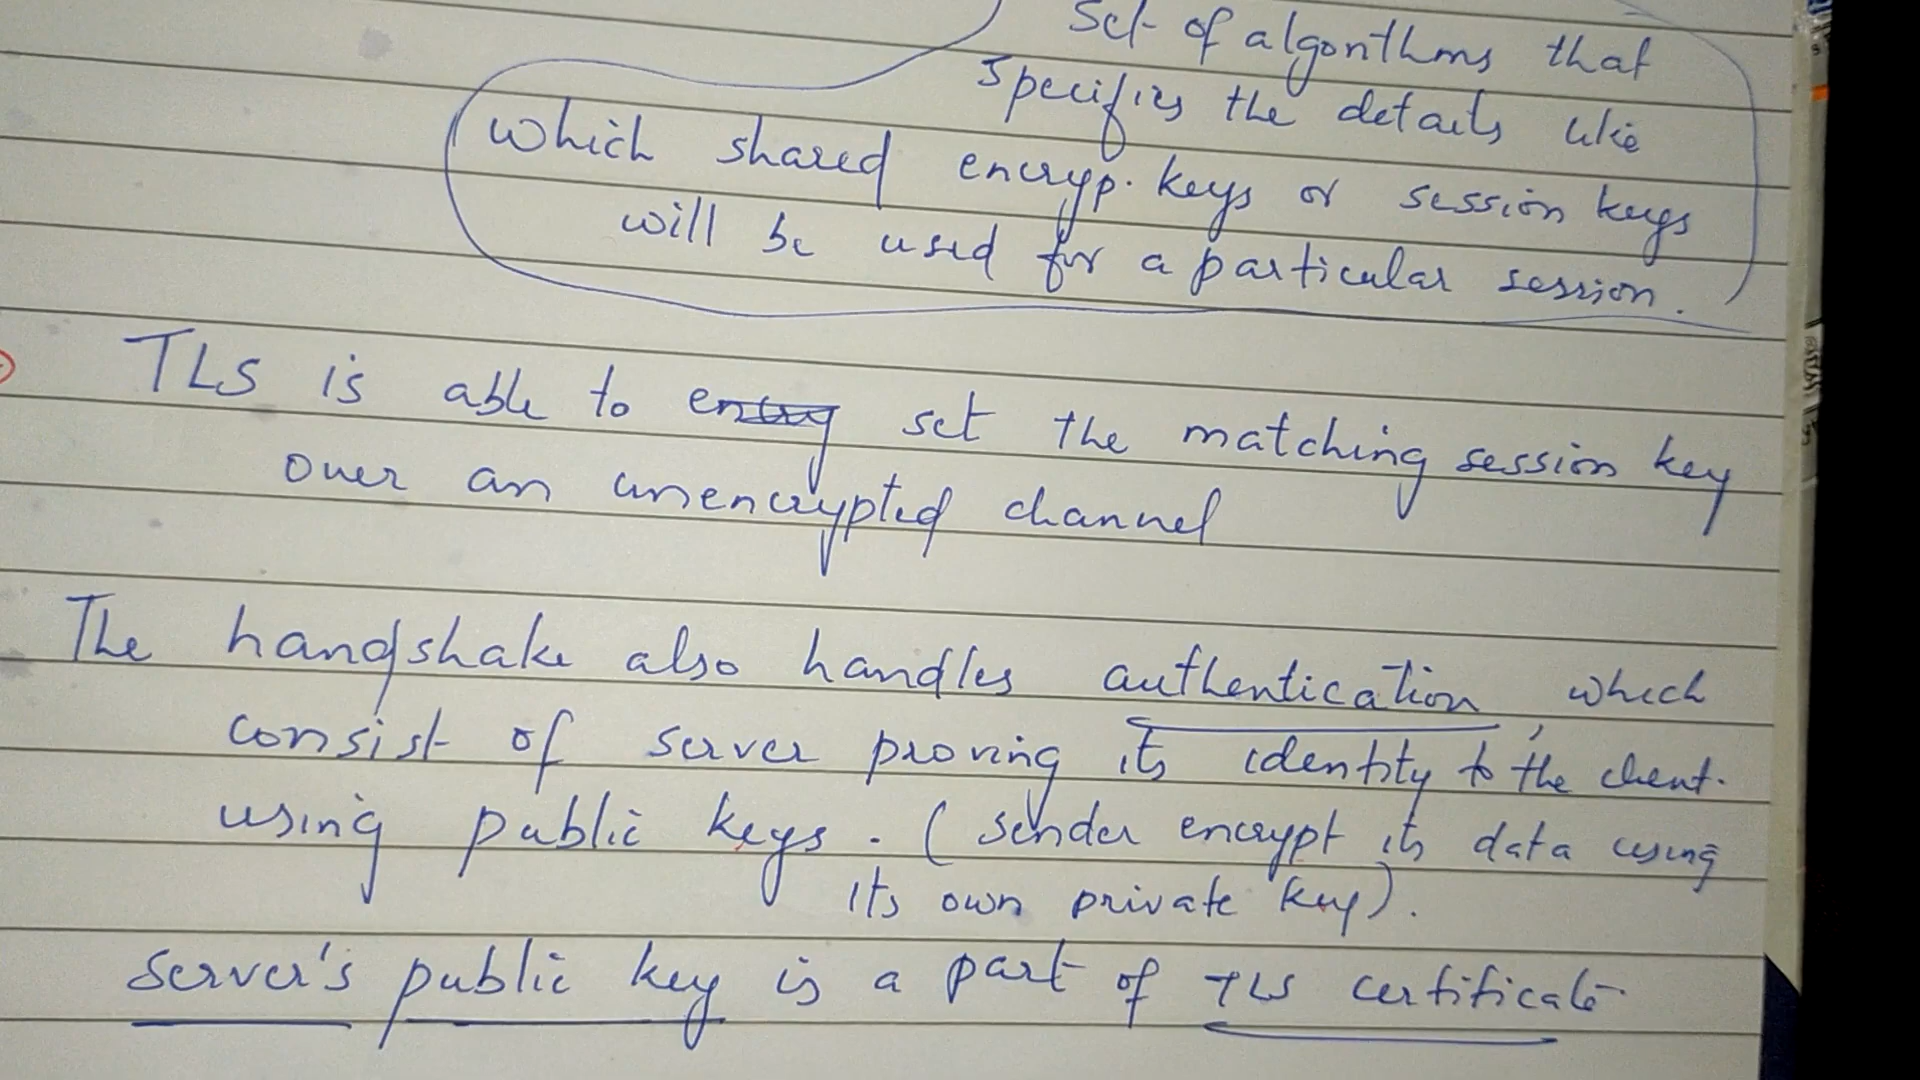 Set of algorithms that
specifies the details like
which shared encryp. keys or session keys
will be used for a particular session.
TLS is able to set the matching session key
over an unencrypted channel
The handshake also handles authentication, which
consist of server proving its identity to the client.
using public keys. (sender encrypt its data using
its own private key).
Server's public key is a part of TLS certificate